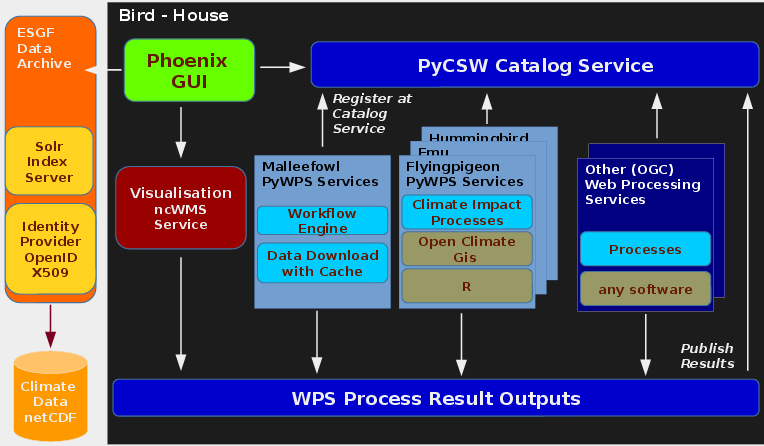 Bird - House
ESGF
Data
Archive
Solr
Index
Server
Identity
Provider
OpenID
X509
Climate
Data
netCDF
Phoenix
GUI
PyCSW Catalog Service
Register at
Catalog
Service
Visualisation
ncWMS
Service
Malleefowl
PyWPS Services
Workflow
Engine
Data Download
with Cache
Hummingbird
Emu
Flyingpigeon
PyWPS Services
Climate Impact
Processes
Open Climate
Gis
R
Other (OGC)
Web Processing
Services
Processes
any software
Publish
Results
WPS Process Result Outputs